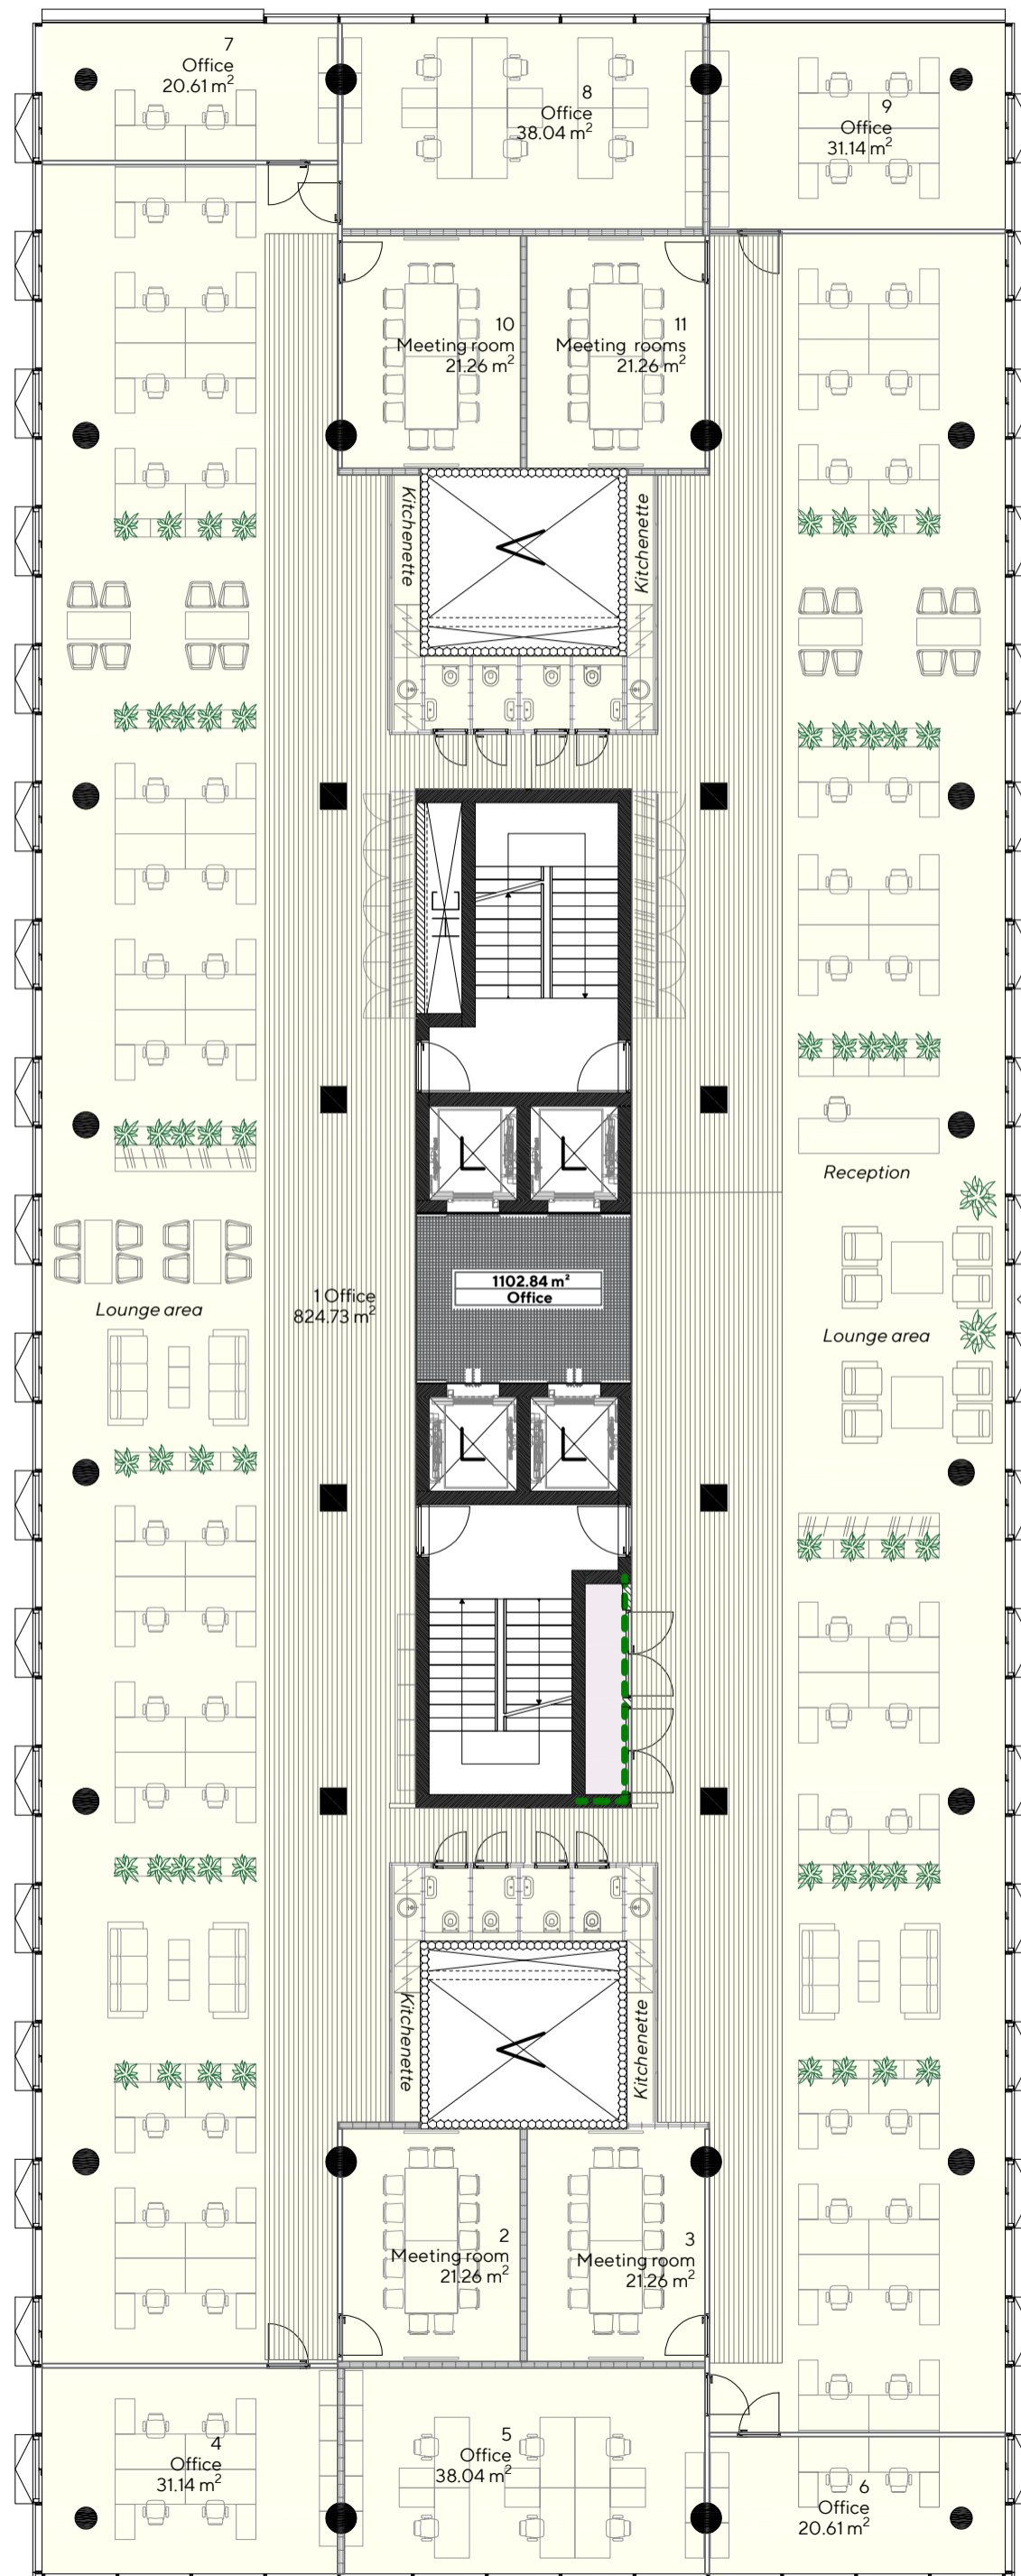 7
Office
20.61 m²
8
Office
38.04 m²
9
Office
31.14 m²
10
Meeting room
21.26 m²
11
Meeting rooms
21.26 m²
Kitchenette
Kitchenette
L
L
Reception
1102.84 m²
Office
1 Office
824.73 m²
Lounge area
Lounge area
L
L
Kitchenette
Kitchenette
2
Meeting room
21.26 m²
3
Meeting room
21.26 m²
4
Office
31.14 m²
5
Office
38.04 m²
6
Office
20.61 m²